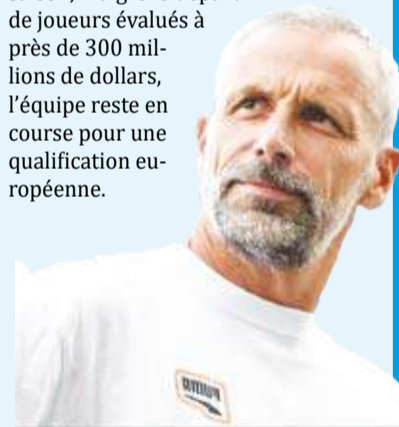 de joueurs évalués à
près de 300 mil-
lions de dollars,
l’équipe reste en
course pour une
qualification eu-
ropéenne.